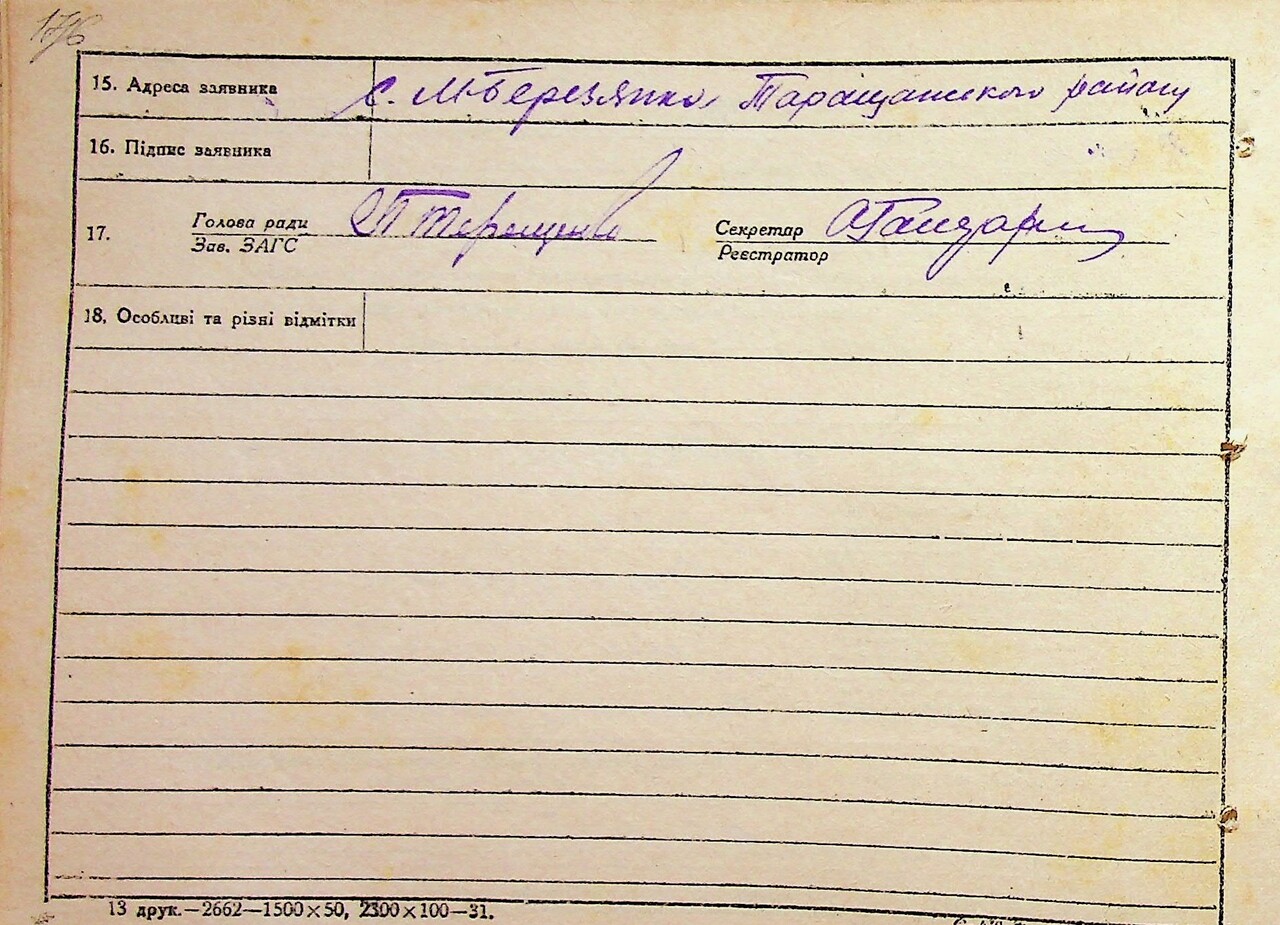 176
15. Адреса заявника с. М-Березянка Таращанського району
16. Підпис заявника
17. Голова ради Терещенко Секретар
Зав. ЗАГС Реєстратор
18. Особливі та різні відмітки
13 друк.—2662—1500×50, 2300×100—31.